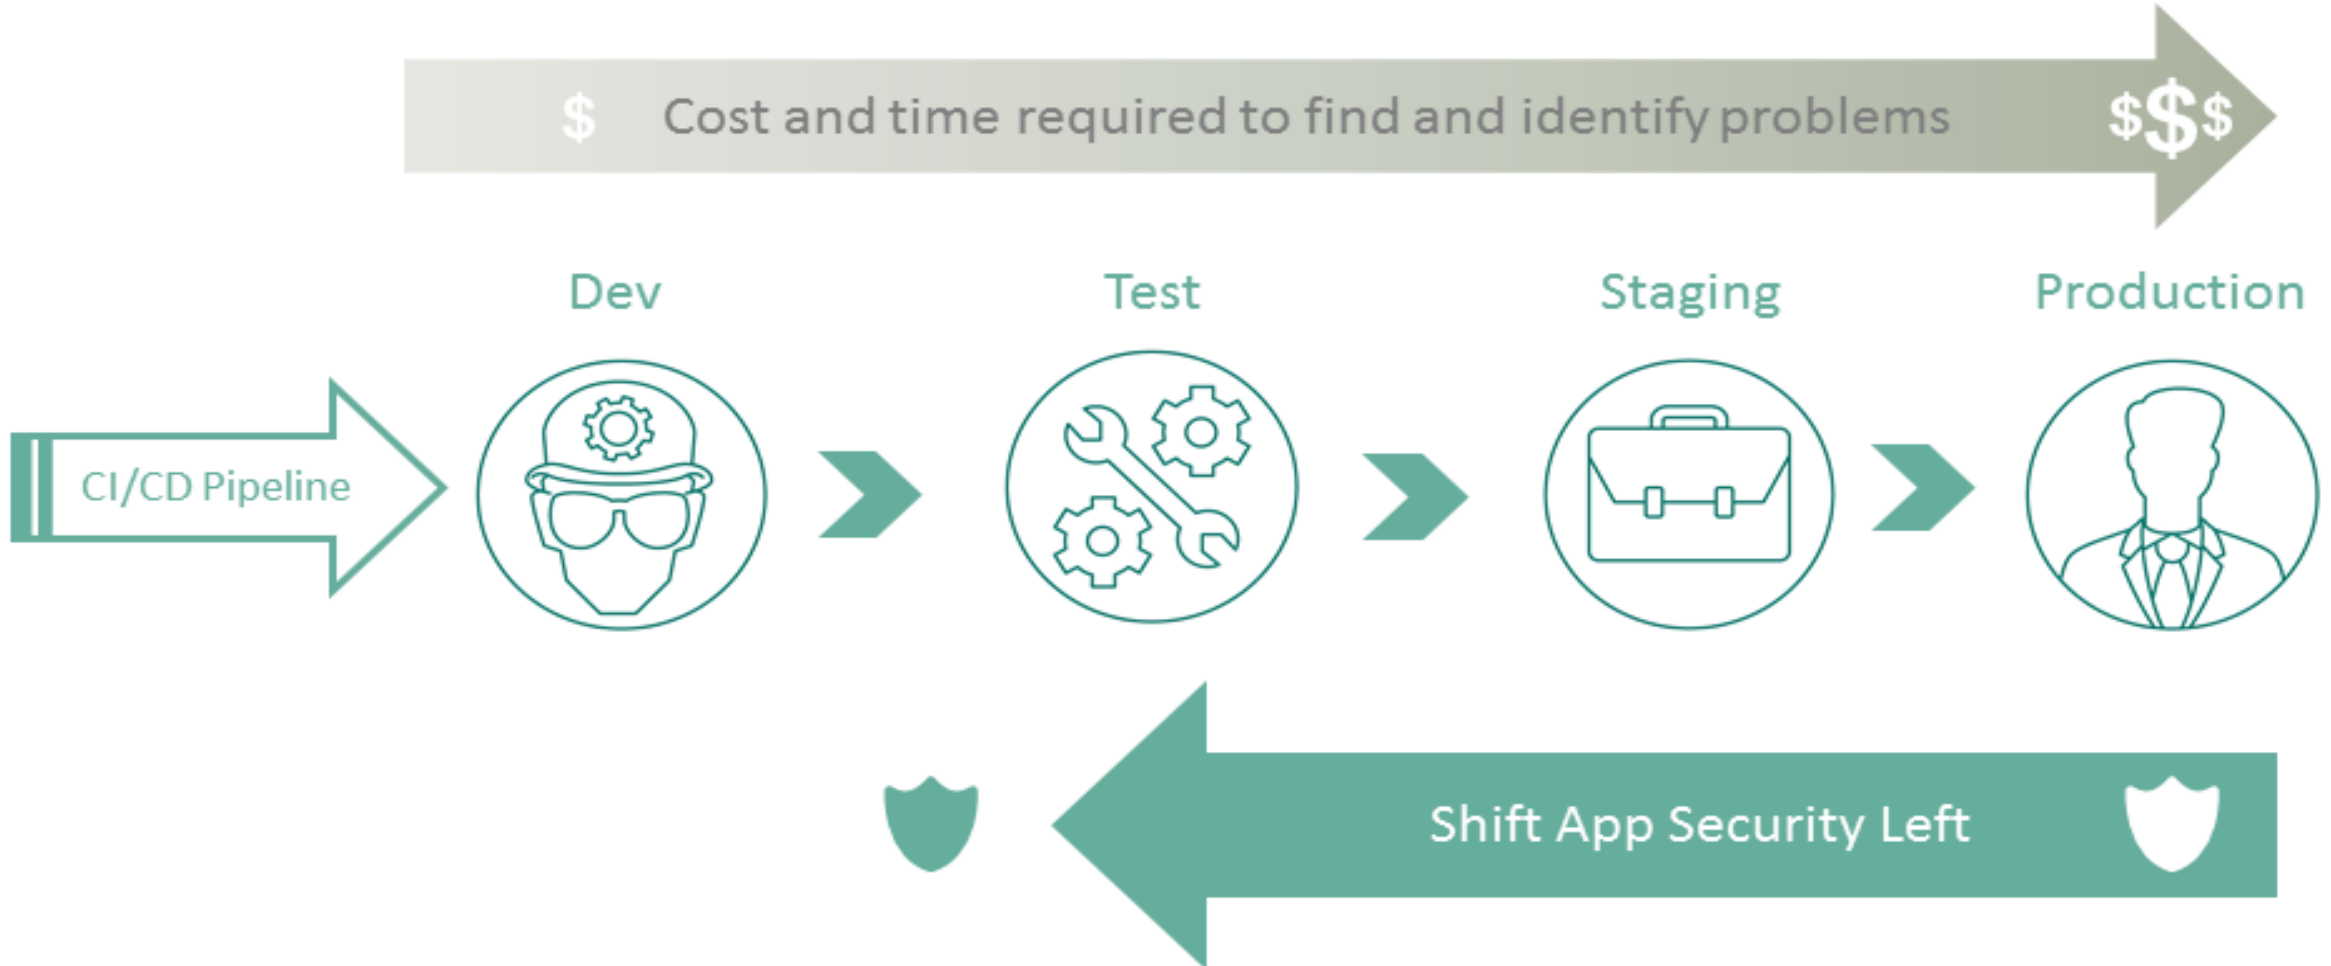 $ Cost and time required to find and identify problems $$$
Dev Test Staging Production
CI/CD Pipeline
Shift App Security Left